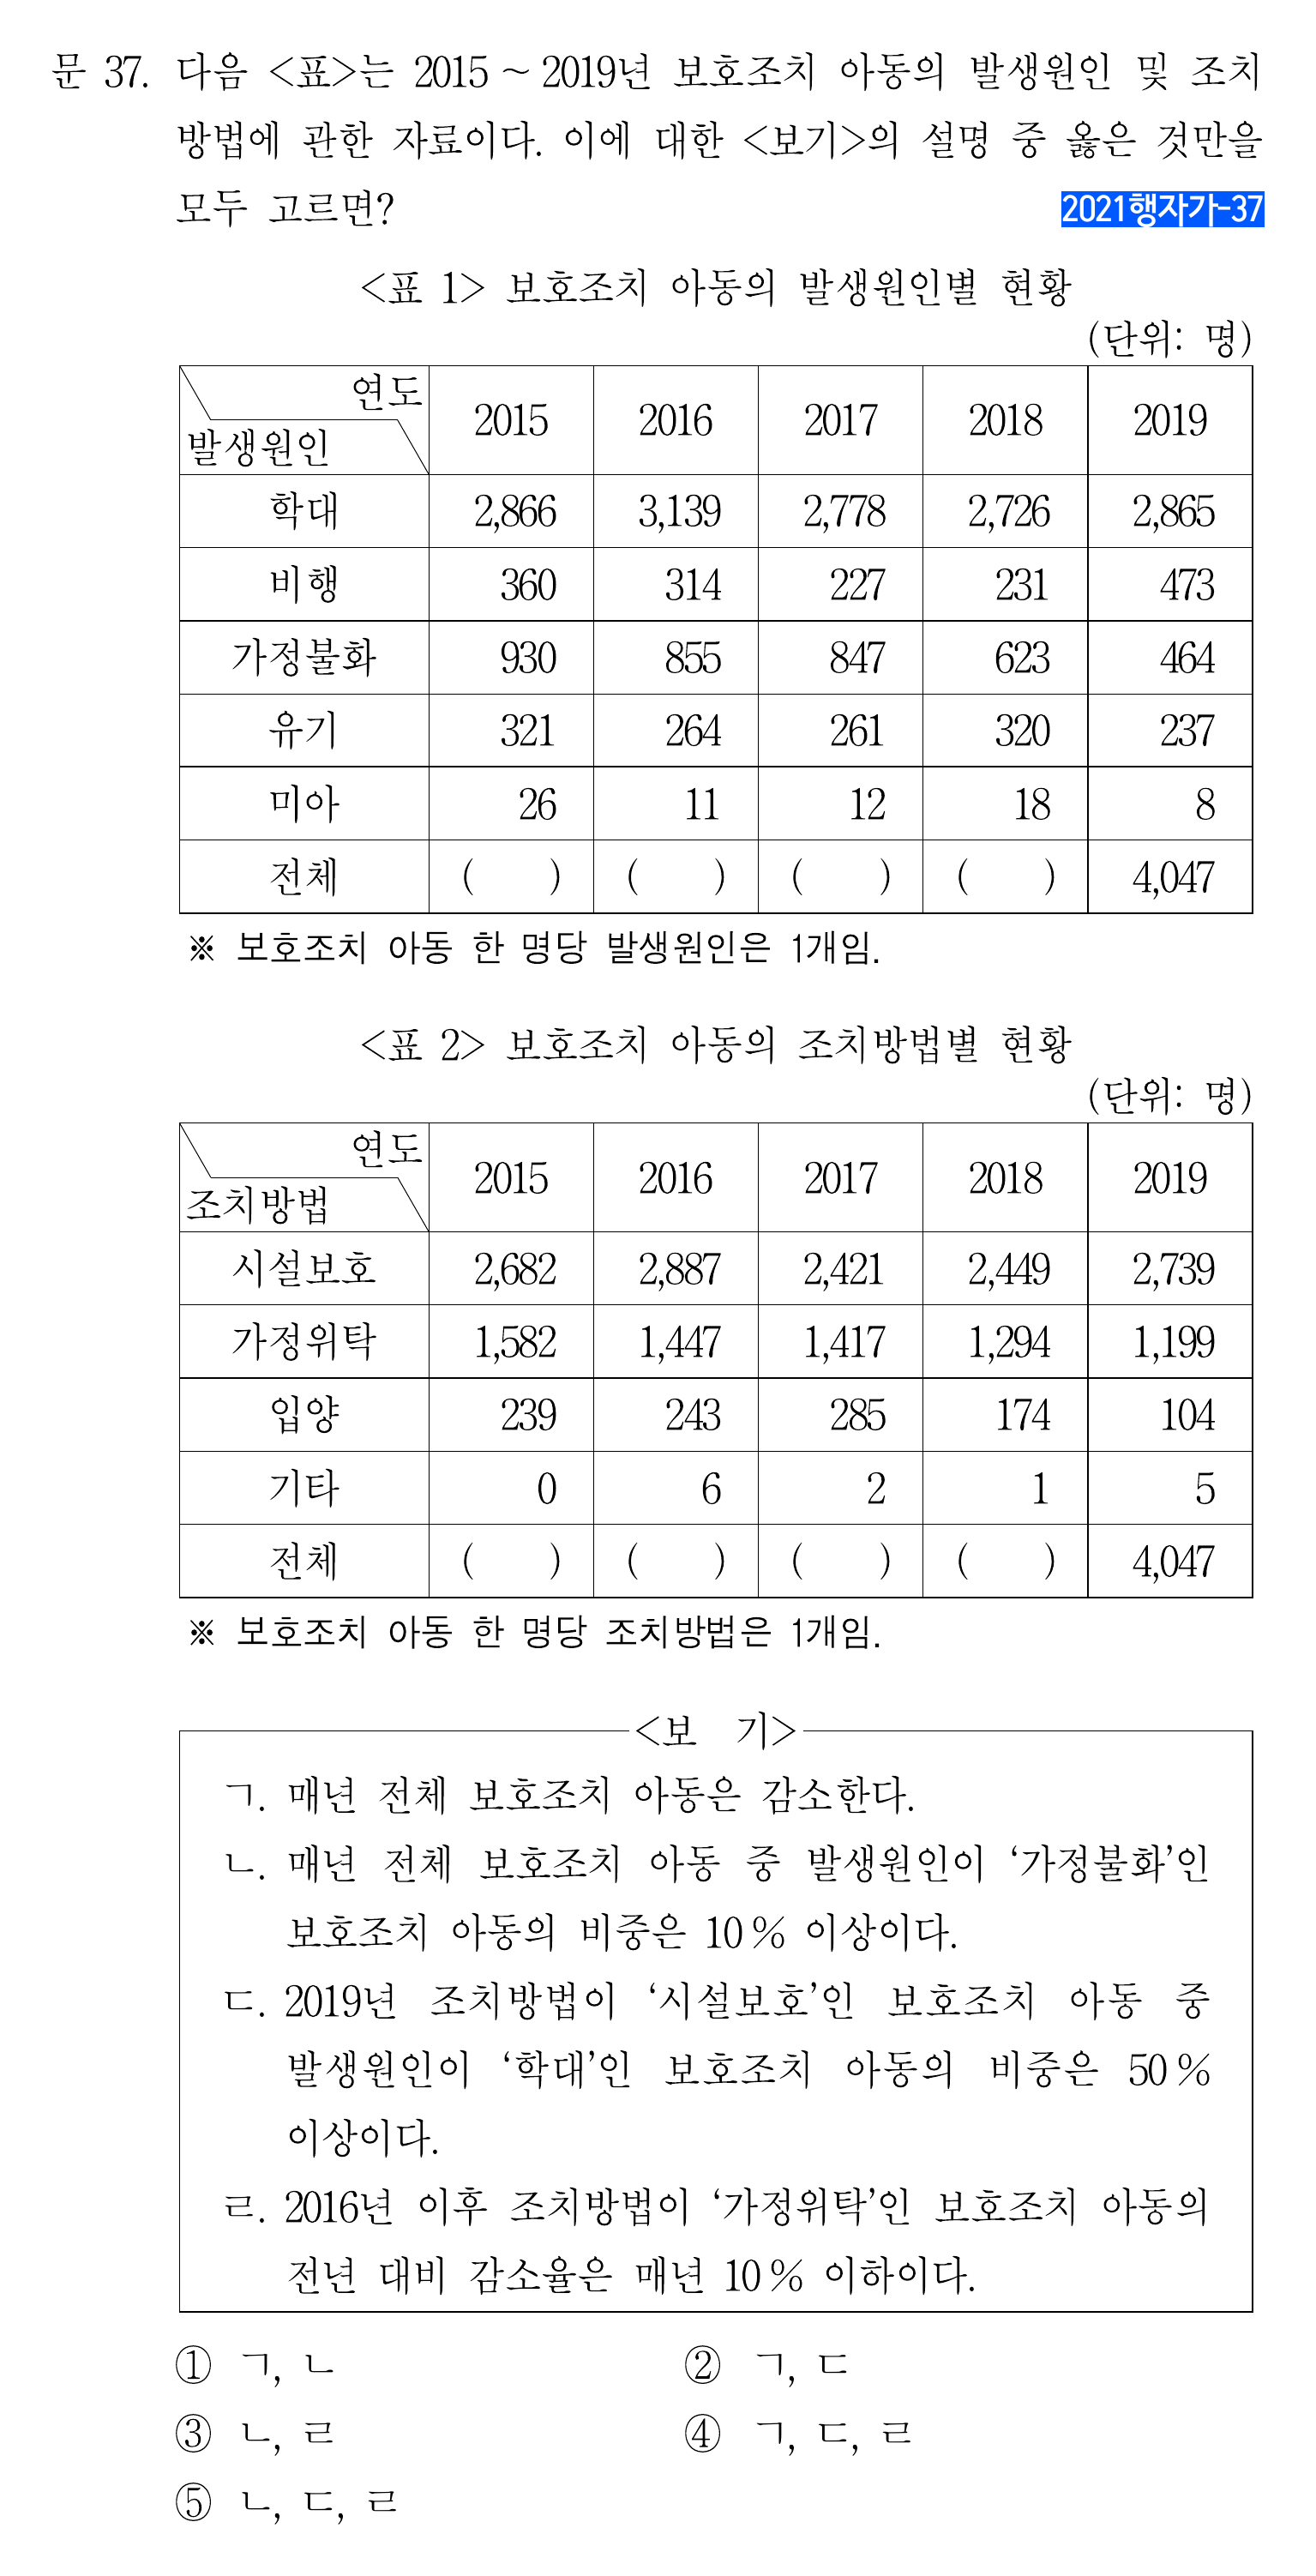 문 37. 다음 <표>는 2015 ~ 2019년 보호조치 아동의 발생원인 및 조치
방법에 관한 자료이다. 이에 대한 <보기>의 설명 중 옳은 것만을
모두 고르면?
2021행자가-37
<표 1> 보호조치 아동의 발생원인별 현황
(단위: 명)
연도 발생원인 2015 2016 2017 2018 2019
학대 2,866 3,139 2,778 2,726 2,865
비행 360 314 227 231 473
가정불화 930 855 847 623 464
유기 321 264 261 320 237
미아 26 11 12 18 8
전체 ( ) ( ) ( ) ( ) 4,047
※ 보호조치 아동 한 명당 발생원인은 1개임.
<표 2> 보호조치 아동의 조치방법별 현황
(단위: 명)
연도 조치방법 2015 2016 2017 2018 2019
시설보호 2,682 2,887 2,421 2,449 2,739
가정위탁 1,582 1,447 1,417 1,294 1,199
입양 239 243 285 174 104
기타 0 6 2 1 5
전체 ( ) ( ) ( ) ( ) 4,047
※ 보호조치 아동 한 명당 조치방법은 1개임.
<보 기>
ㄱ. 매년 전체 보호조치 아동은 감소한다.
ㄴ. 매년 전체 보호조치 아동 중 발생원인이 ‘가정불화’인
보호조치 아동의 비중은 10 % 이상이다.
ㄷ. 2019년 조치방법이 ‘시설보호’인 보호조치 아동 중
발생원인이 ‘학대’인 보호조치 아동의 비중은 50 %
이상이다.
ㄹ. 2016년 이후 조치방법이 ‘가정위탁’인 보호조치 아동의
전년 대비 감소율은 매년 10 % 이하이다.
① ㄱ, ㄴ ② ㄱ, ㄷ
③ ㄴ, ㄹ ④ ㄱ, ㄷ, ㄹ
⑤ ㄴ, ㄷ, ㄹ